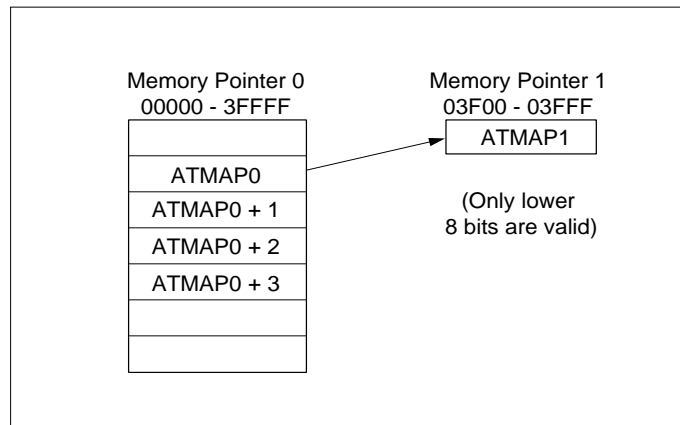 Memory Pointer 0
00000 - 3FFFF
ATMAP0
ATMAP0 + 1
ATMAP0 + 2
ATMAP0 + 3
Memory Pointer 1
03F00 - 03FFF
ATMAP1
(Only lower
8 bits are valid)